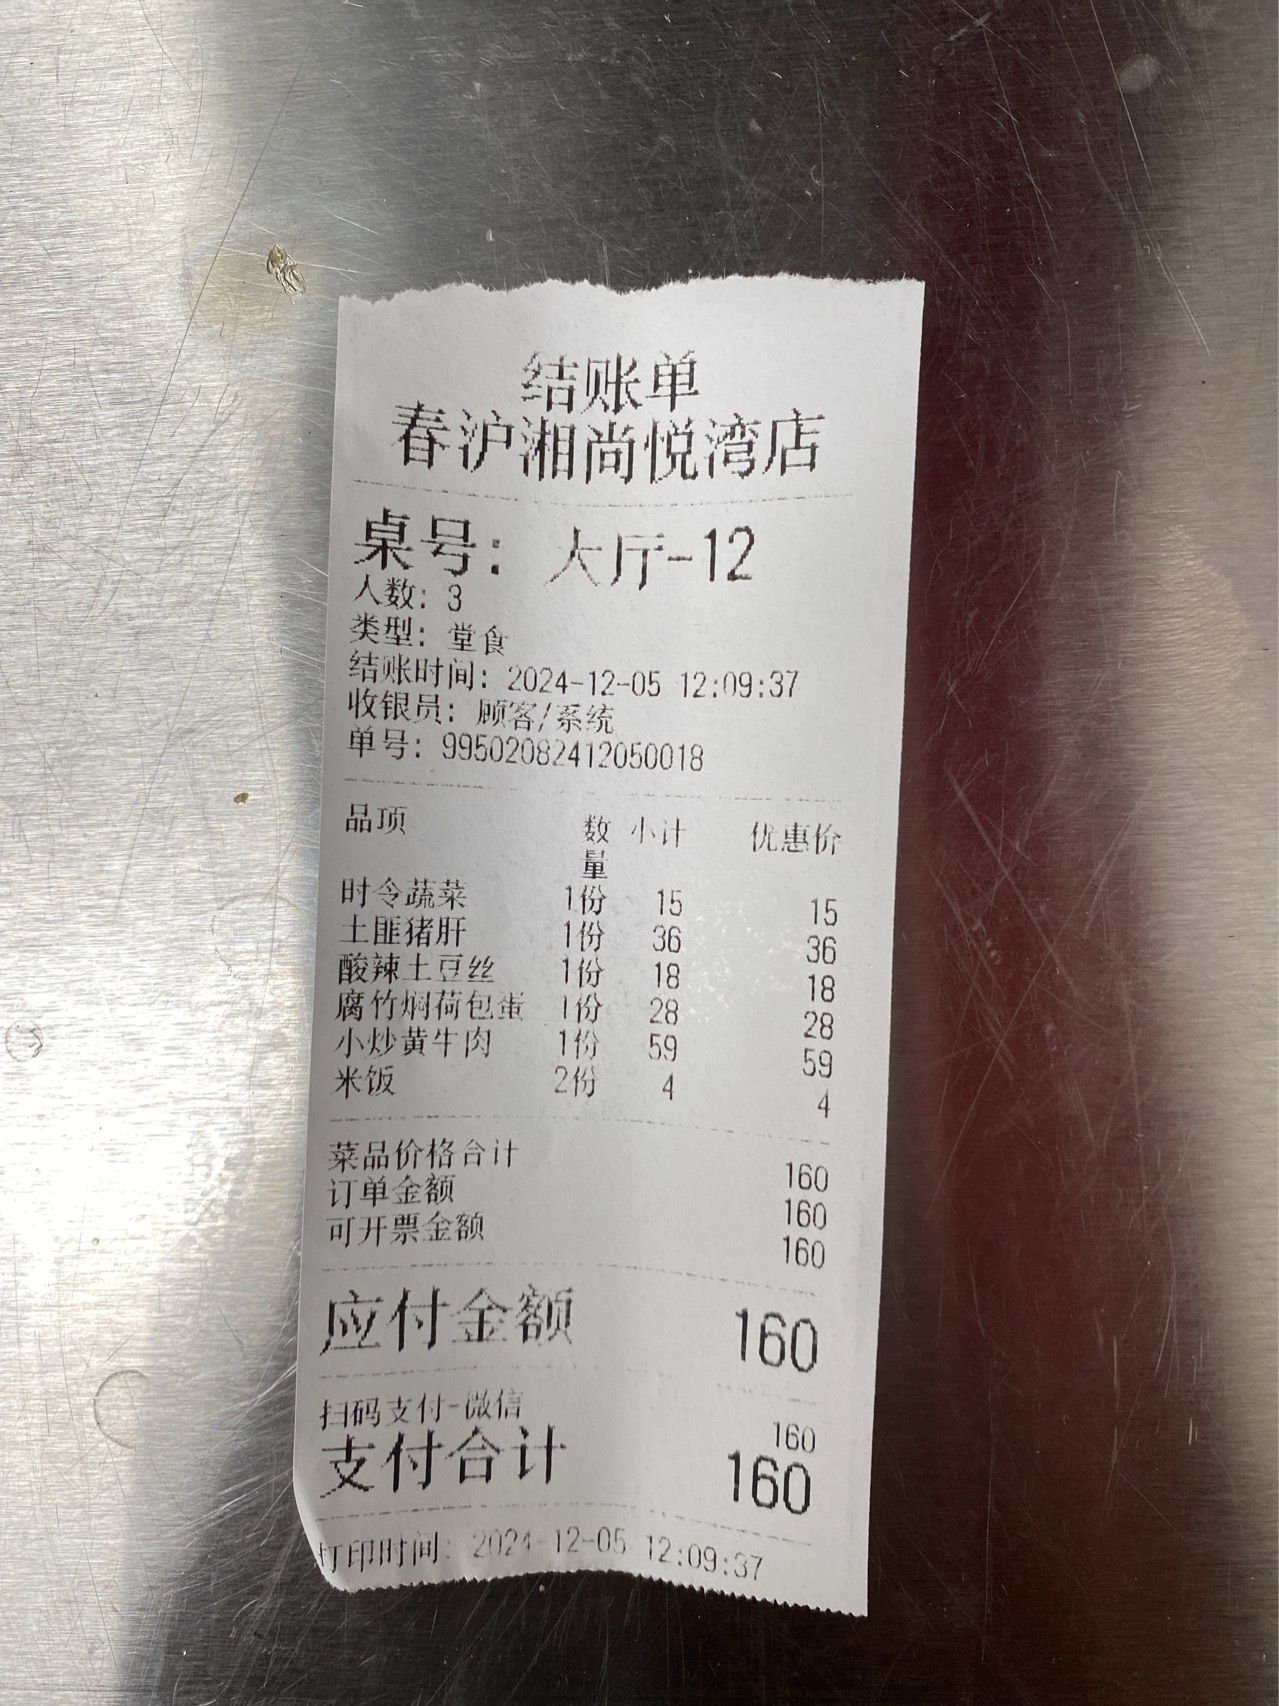 结账单
春沪湘尚悦湾店
桌号： 大厅-12
人数：3
类型：堂食
结账时间：2024-12-05 12:09:37
收银员：顾客/系统
单号：99502082412050018
品项 数量 小计 优惠价
时令蔬菜 1份 15 15
土匪猪肝 1份 36 36
酸辣土豆丝 1份 18 18
腐竹焖荷包蛋 1份 28 28
小炒黄牛肉 1份 59 59
米饭 2份 4 4
菜品价格合计 160
订单金额 160
可开票金额 160
应付金额 160
扫码支付-微信 160
支付合计 160
打印时间：2024-12-05 12:09:37